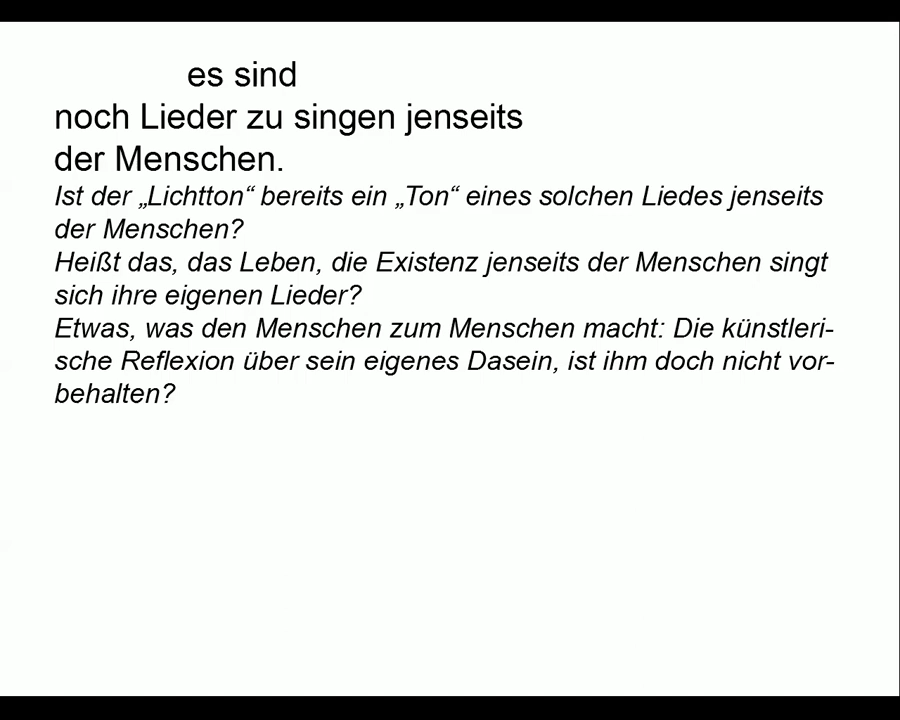 es sind
noch Lieder zu singen jenseits
der Menschen.
Ist der „Lichtton“ bereits ein „Ton“ eines solchen Liedes jenseits
der Menschen?
Heißt das, das Leben, die Existenz jenseits der Menschen singt
sich ihre eigenen Lieder?
Etwas, was den Menschen zum Menschen macht: Die künstleri-
sche Reflexion über sein eigenes Dasein, ist ihm doch nicht vor-
behalten?